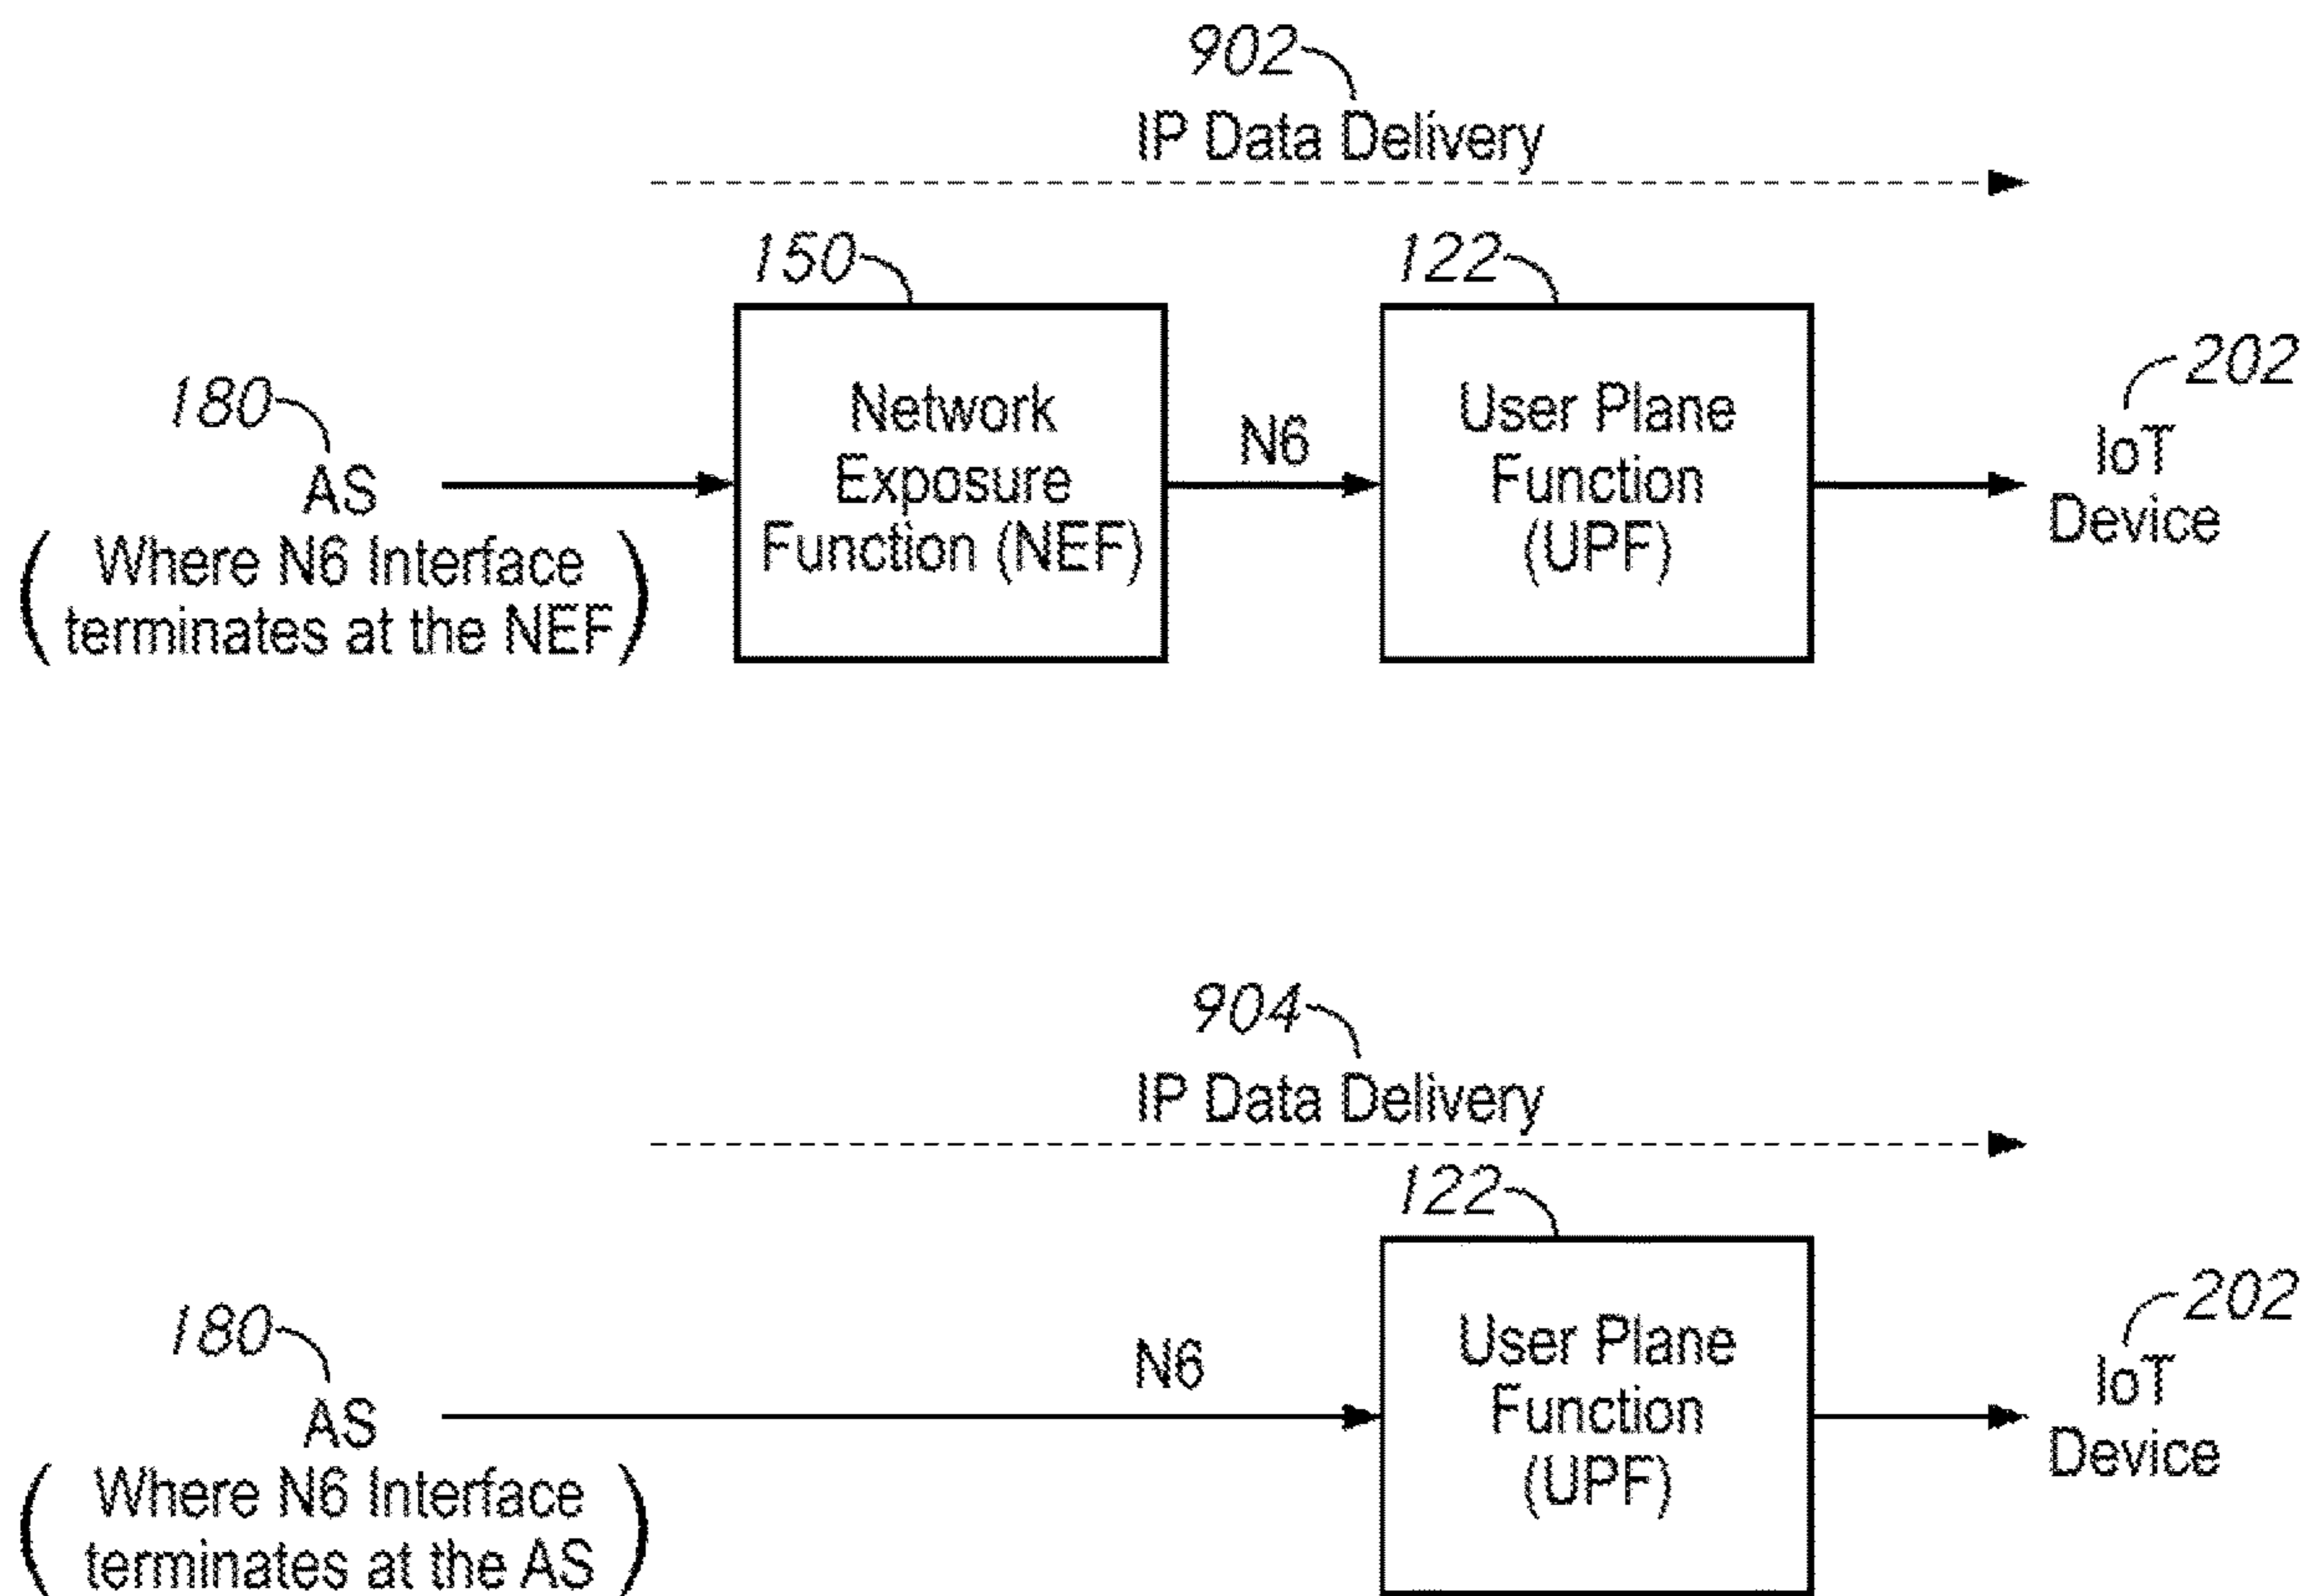 902
IP Data Delivery
150
122
180
202
AS
(Where N6 Interface
terminates at the NEF)
Network
Exposure
Function (NEF)
N6
User Plane
Function
(UPF)
IoT
Device
904
IP Data Delivery
122
180
202
AS
(Where N6 Interface
terminates at the AS)
N6
User Plane
Function
(UPF)
IoT
Device